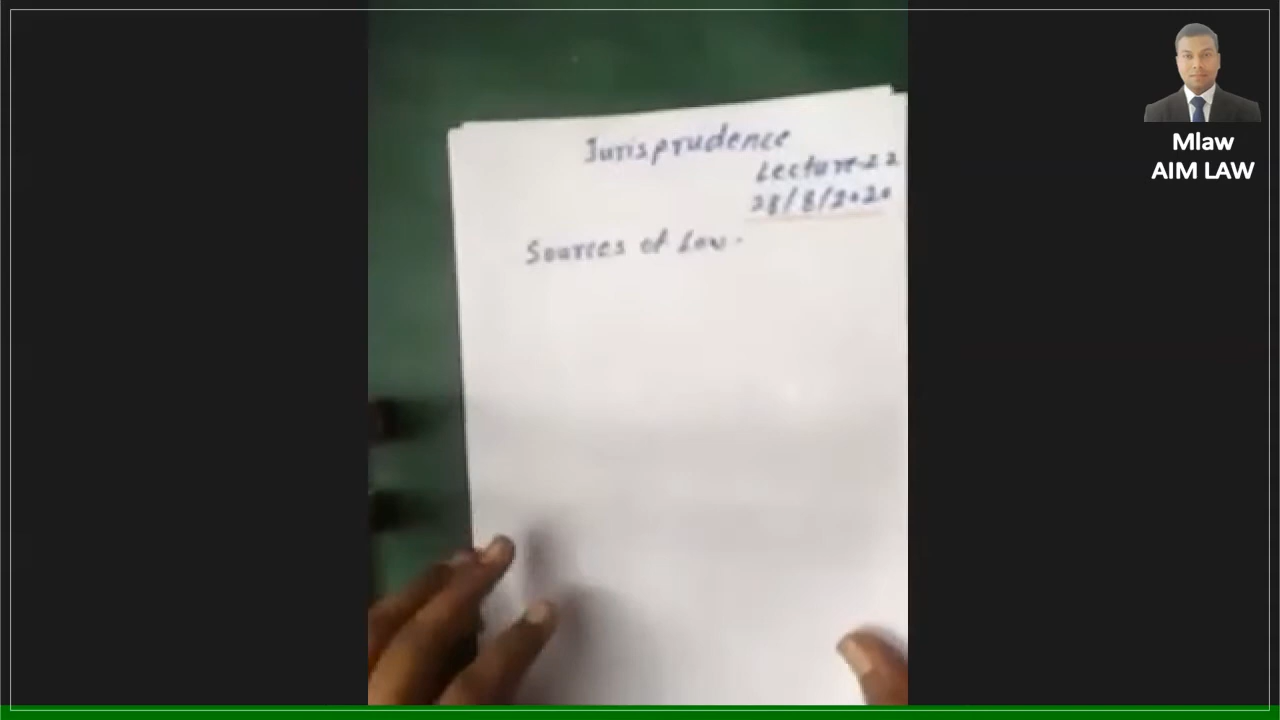 Jurisprudence
Lecture-22
28/8/2020
Sources of Law.
Mlaw
AIM LAW